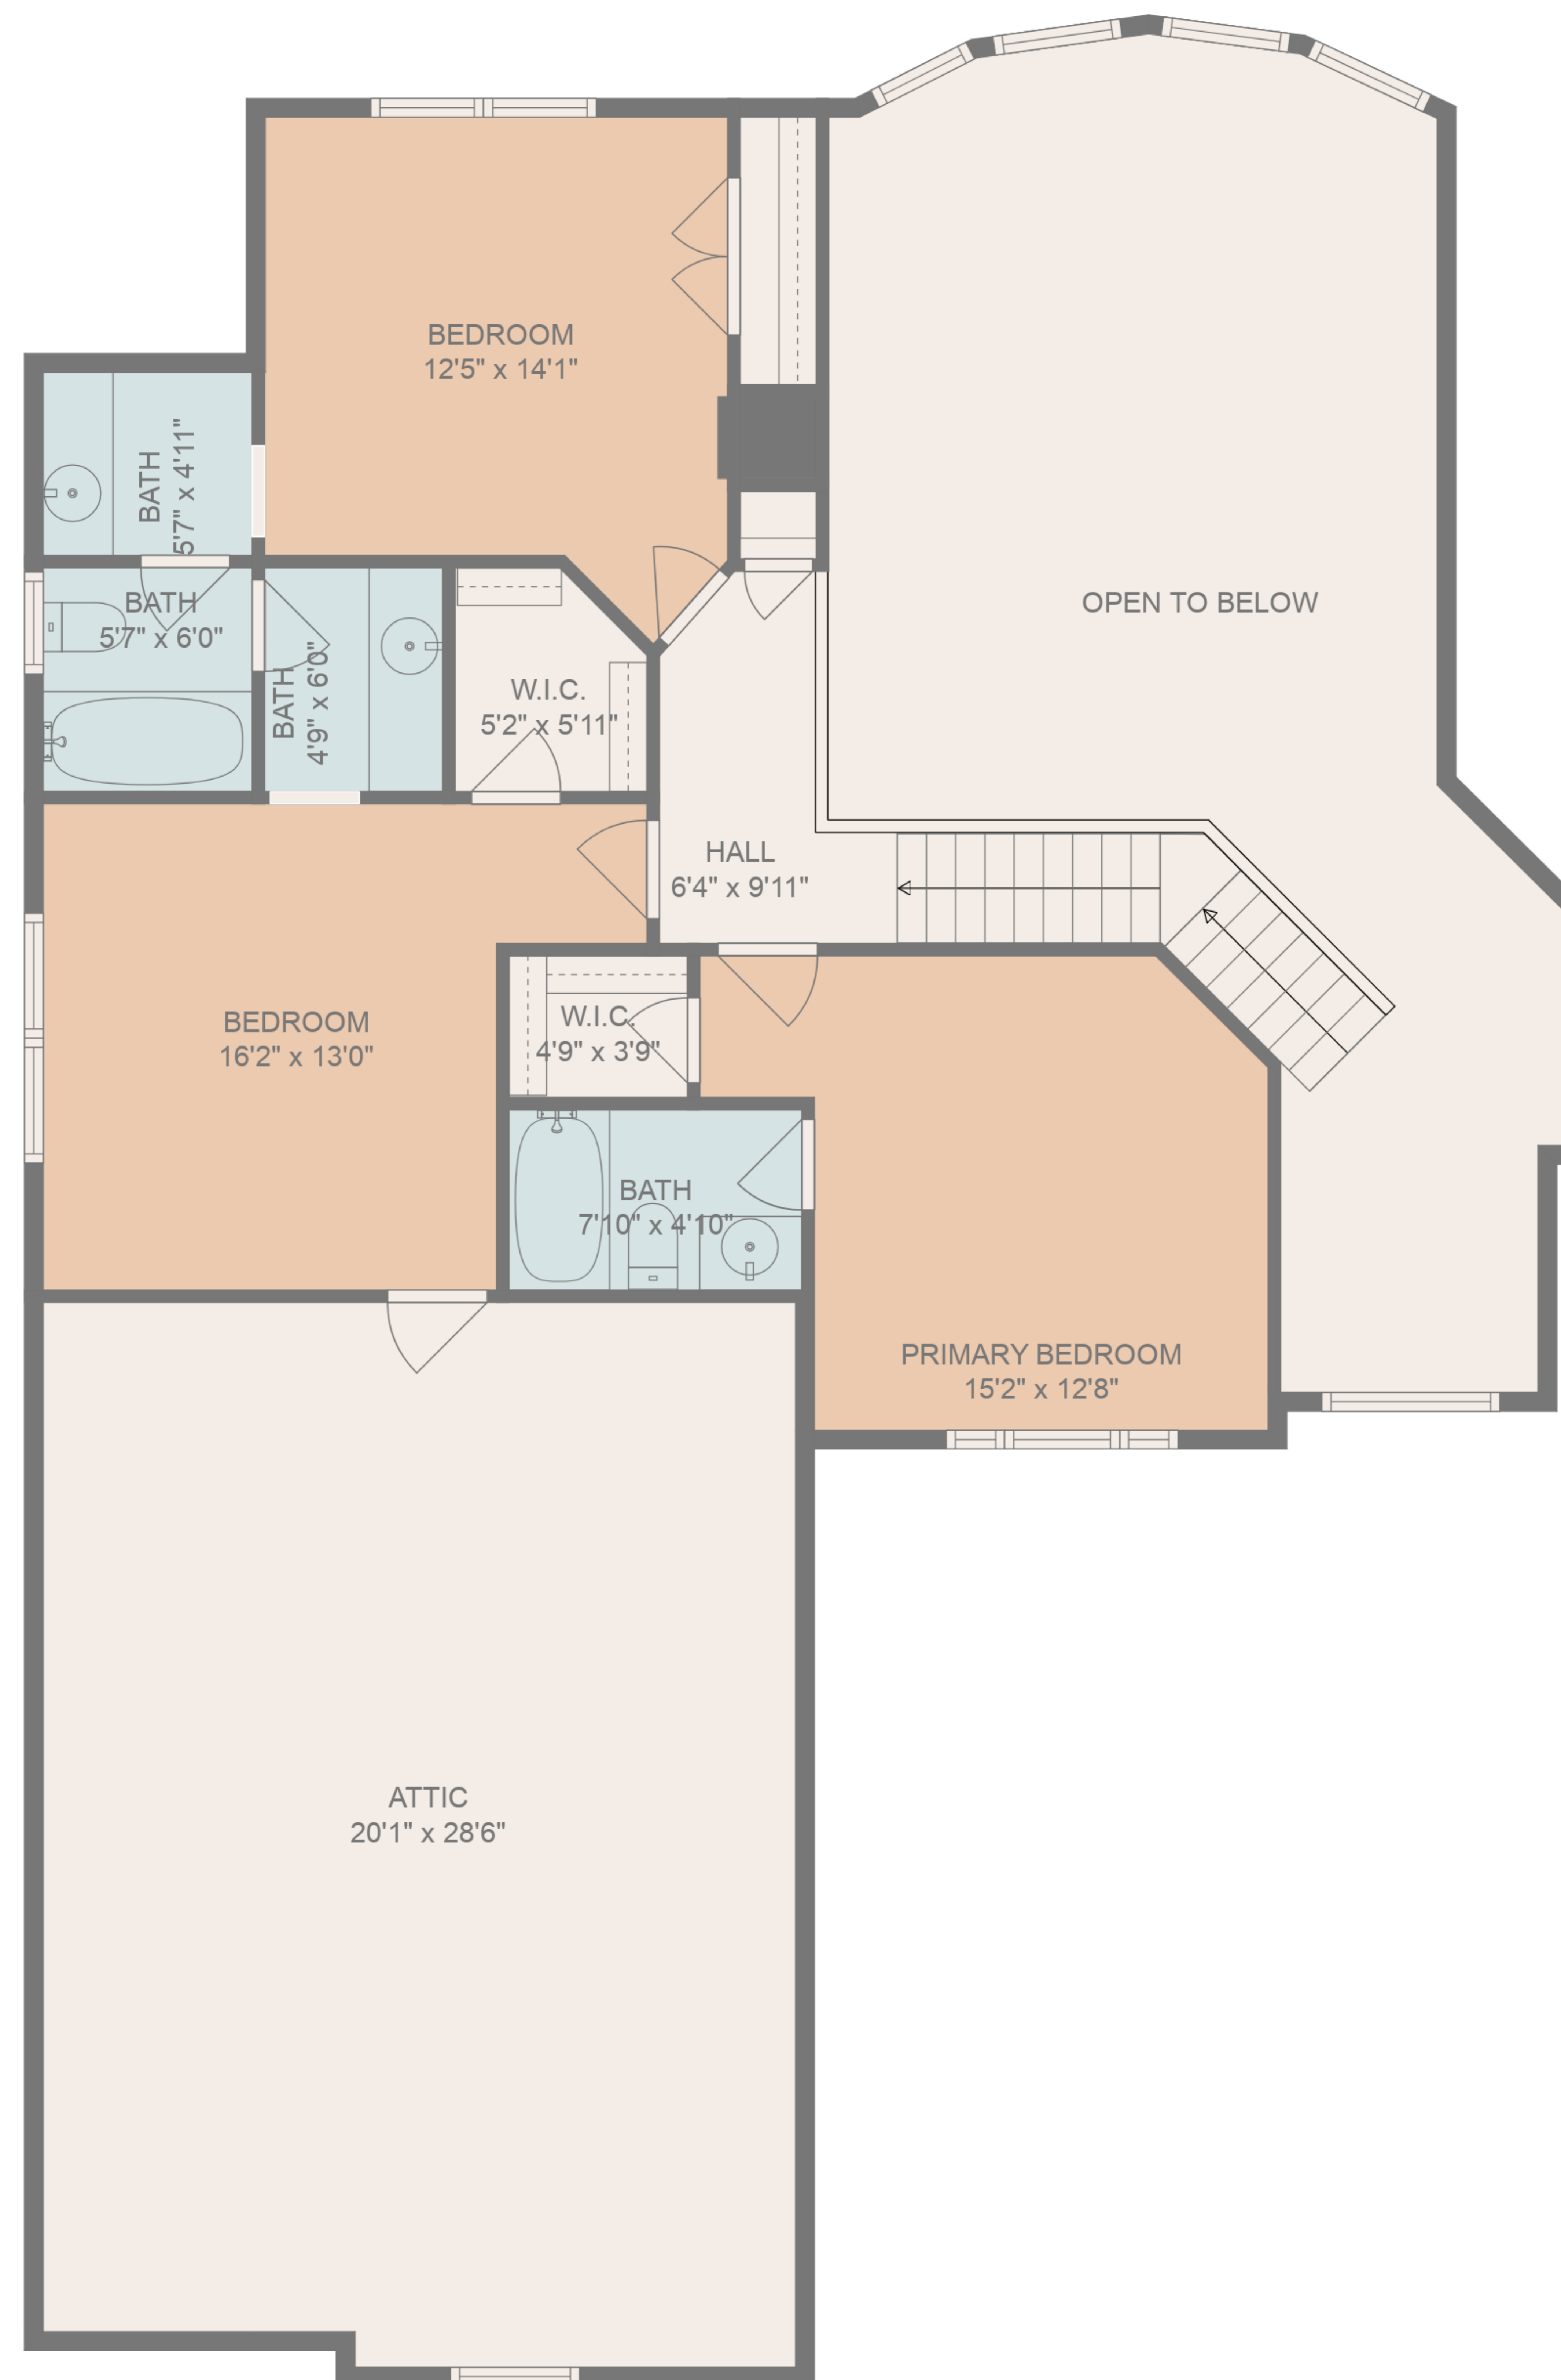 BEDROOM
12'5" x 14'1"
BATH
5'7" x 4'11"
OPEN TO BELOW
BATH
5'7" x 6'0"
BATH
4'9" x 6'0"
W.I.C.
5'2" x 5'11"
HALL
6'4" x 9'11"
BEDROOM
16'2" x 13'0"
W.I.C.
4'9" x 3'9"
BATH
7'10" x 4'10"
PRIMARY BEDROOM
15'2" x 12'8"
ATTIC
20'1" x 28'6"